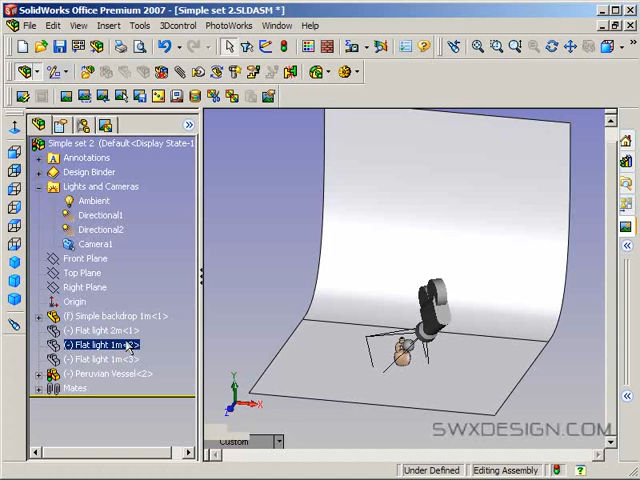 SolidWorks Office Premium 2007 - [Simple set 2.SLDASM]
File Edit View Insert Tools Toolbox PhotoWorks Window Help
Simple set 2 (Default<Display State-1
Annotations
Design Binder
Lights and Cameras
Ambient
Directional1
Directional2
Camera1
Front Plane
Top Plane
Right Plane
Origin
(f) Simple backdrop 1m<1>
(-) Flat light 2m<1>
(-) Flat light 1m<2>
(-) Flat light 1m<3>
(-) Peruvian Vessel<2>
Mates
Y
X
Z
Custom
SWXDESIGN.COM
Under Defined Editing Assembly